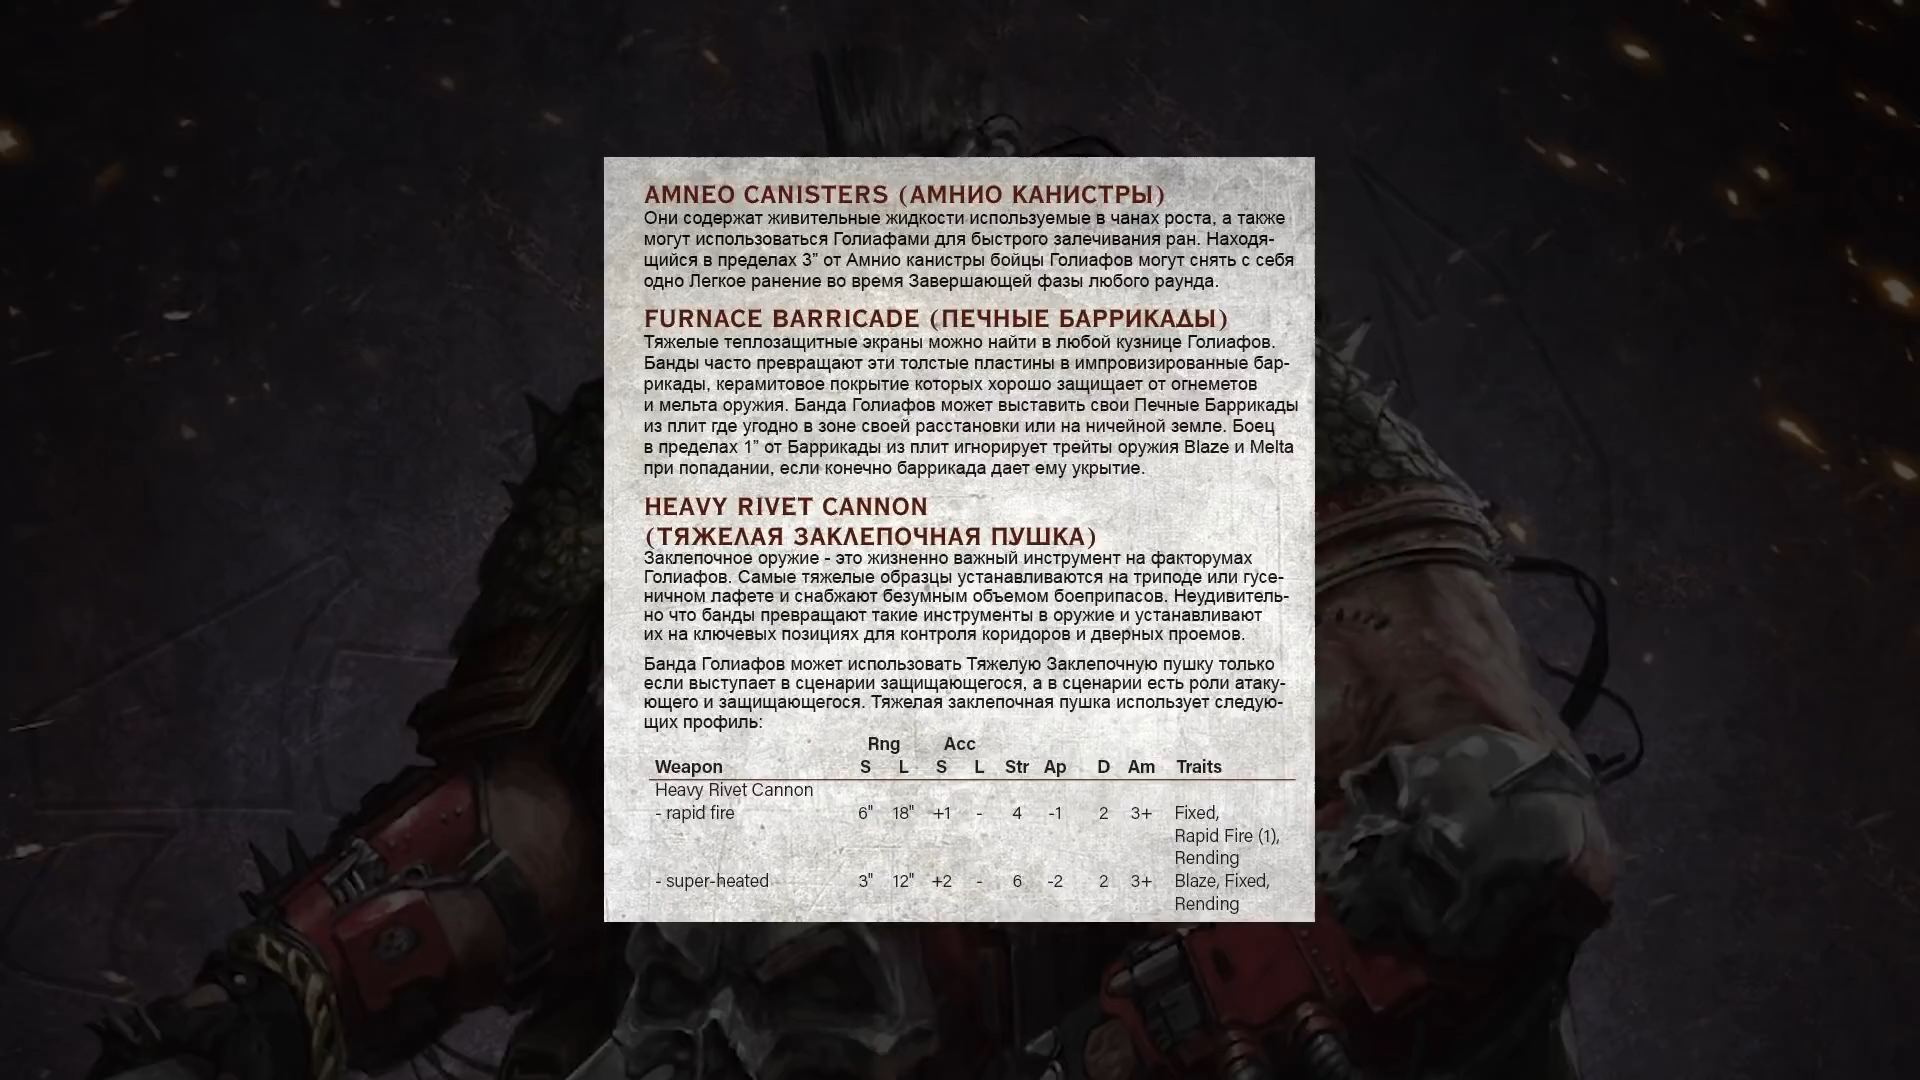 AMNEO CANISTERS (АМНИО КАНИСТРЫ)
Они содержат живительные жидкости используемые в чанах роста, а также
могут использоваться Голиафами для быстрого залечивания ран. Находя-
щийся в пределах 3” от Амнио канистры бойцы Голиафов могут снять с себя
одно Легкое ранение во время Завершающей фазы любого раунда.
FURNACE BARRICADE (ПЕЧНЫЕ БАРРИКАДЫ)
Тяжелые теплозащитные экраны можно найти в любой кузнице Голиафов.
Банды часто превращают эти толстые пластины в импровизированные бар-
рикады, керамитовое покрытие которых хорошо защищает от огнеметов
и мельта оружия. Банда Голиафов может выставить свои Печные Баррикады
из плит где угодно в зоне своей расстановки или на ничейной земле. Боец
в пределах 1” от Баррикады из плит игнорирует трейты оружия Blaze и Melta
при попадании, если конечно баррикада дает ему укрытие.
HEAVY RIVET CANNON
(ТЯЖЕЛАЯ ЗАКЛЕПОЧНАЯ ПУШКА)
Заклепочное оружие - это жизненно важный инструмент на факторумах
Голиафов. Самые тяжелые образцы устанавливаются на триподе или гусе-
ничном лафете и снабжают безумным объемом боеприпасов. Неудивитель-
но что банды превращают такие инструменты в оружие и устанавливают
их на ключевых позициях для контроля коридоров и дверных проемов.
Банда Голиафов может использовать Тяжелую Заклепочную пушку только
если выступает в сценарии защищающегося, а в сценарии есть роли атаку-
ющего и защищающегося. Тяжелая заклепочная пушка использует следую-
щих профиль:
Rng Acc
Weapon S L S L Str Ap D Am Traits
Heavy Rivet Cannon
- rapid fire 6" 18" +1 - 4 -1 2 3+ Fixed,
Rapid Fire (1),
Rending
- super-heated 3" 12" +2 - 6 -2 2 3+ Blaze, Fixed,
Rending